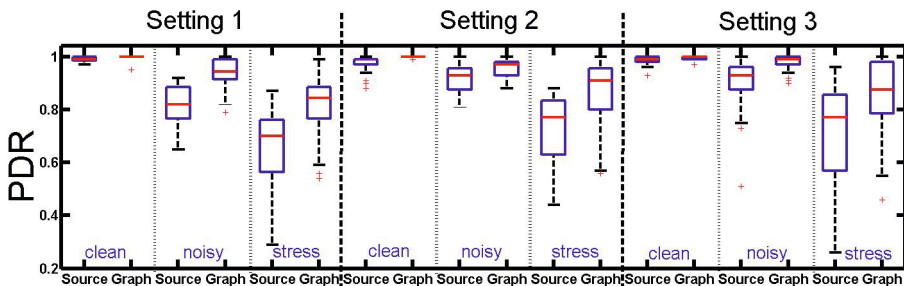 Setting 1 Setting 2 Setting 3
PDR
1
0.8
0.6
0.4
0.2
clean noisy stress clean noisy stress clean noisy stress
Source Graph Source Graph Source Graph Source Graph Source Graph Source Graph Source Graph Source Graph Source Graph